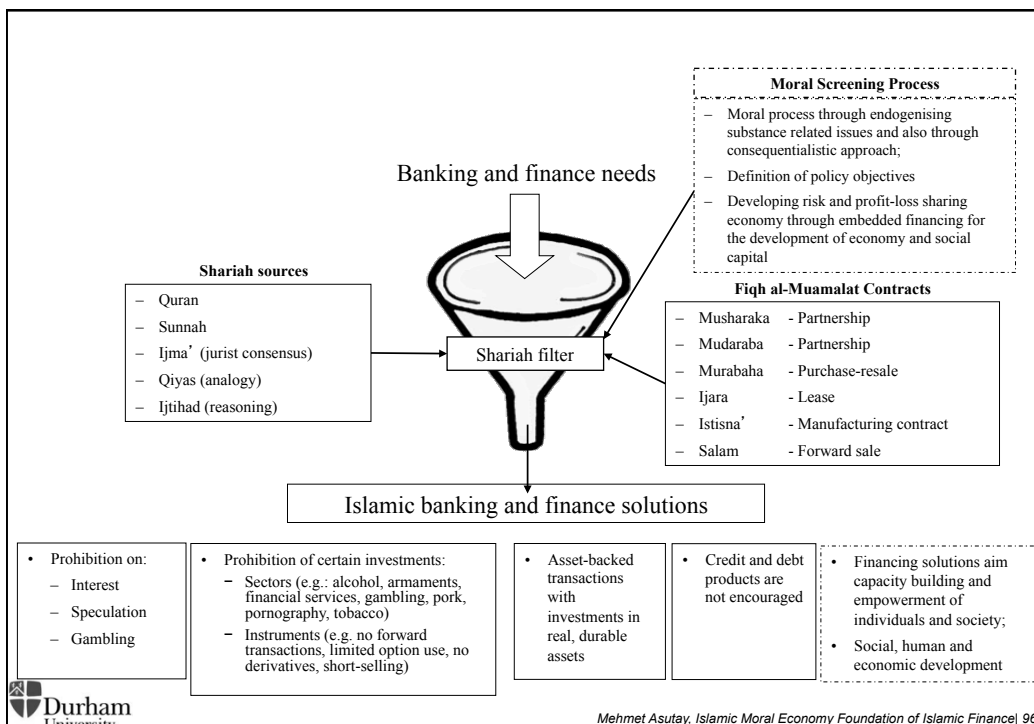 Moral Screening Process
– Moral process through endogenising
substance related issues and also through
consequentialistic approach;
– Definition of policy objectives
– Developing risk and profit-loss sharing
economy through embedded financing for
the development of economy and social
capital
Banking and finance needs
Shariah sources
– Quran
– Sunnah
– Ijma’ (jurist consensus)
– Qiyas (analogy)
– Ijtihad (reasoning)
Shariah filter
Fiqh al-Muamalat Contracts
– Musharaka - Partnership
– Mudaraba - Partnership
– Murabaha - Purchase-resale
– Ijara - Lease
– Istisna’ - Manufacturing contract
– Salam - Forward sale
Islamic banking and finance solutions
• Prohibition on:
– Interest
– Speculation
– Gambling
• Prohibition of certain investments:
– Sectors (e.g.: alcohol, armaments,
financial services, gambling, pork,
pornography, tobacco)
– Instruments (e.g. no forward
transactions, limited option use, no
derivatives, short-selling)
• Asset-backed
transactions
with
investments in
real, durable
assets
• Credit and debt
products are
not encouraged
• Financing solutions aim
capacity building and
empowerment of
individuals and society;
• Social, human and
economic development
Durham
University
Mehmet Asutay, Islamic Moral Economy Foundation of Islamic Finance| 96